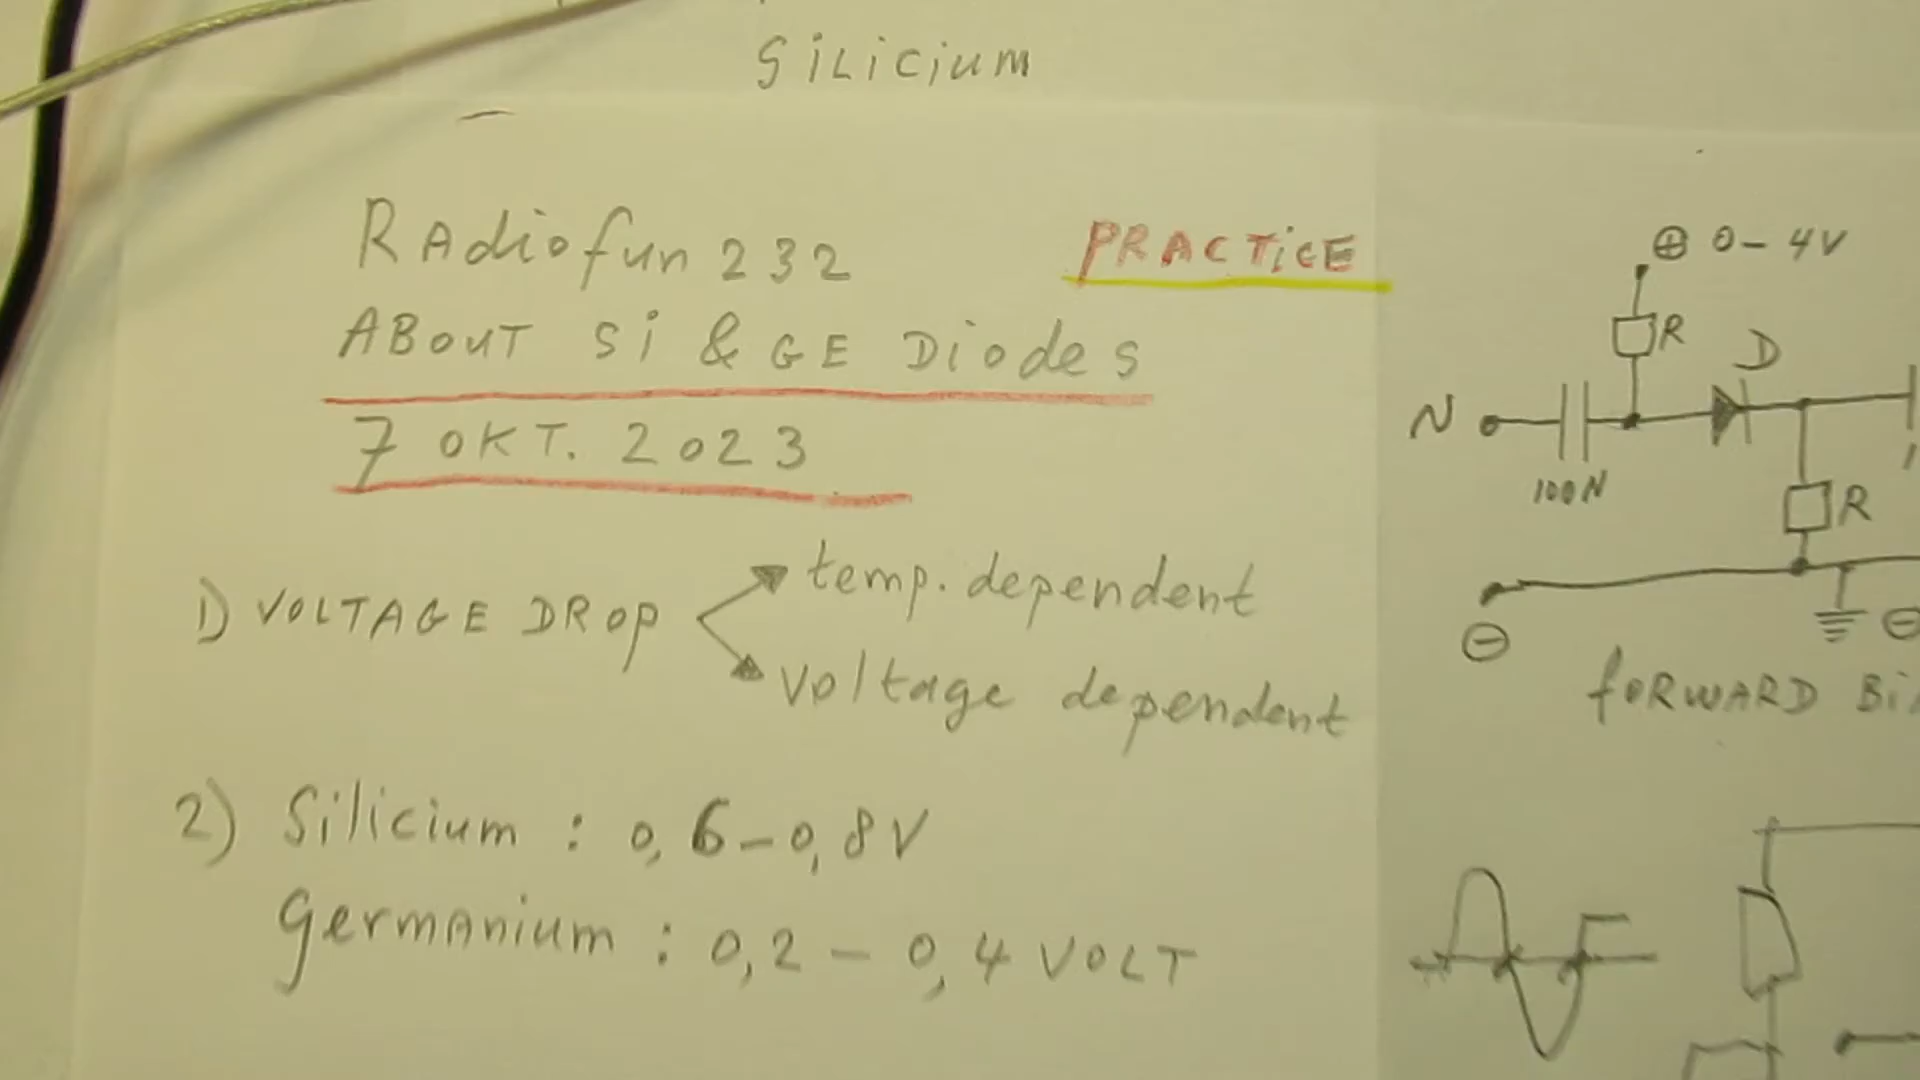 SiLiciUM
RAdiofun 232
PRACTiCE
ABOUT Si & GE DiodeS
7 OKT. 2023
1) VOLTAGE DROP
temp. dependent
voltage dependent
2) Silicium : 0,6-0,8V
Germanium : 0,2 - 0,4 VOLT
⊕ 0-4V
R
D
N
100N
R
⊖
⊖
fORWARD